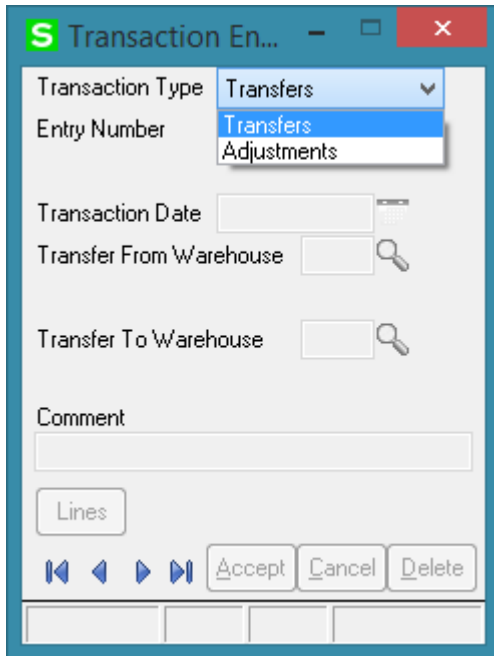 S Transaction En...
Transaction Type Transfers
Transfers
Entry Number
Adjustments
Transaction Date
Transfer From Warehouse
Transfer To Warehouse
Comment
Lines
Accept Cancel Delete